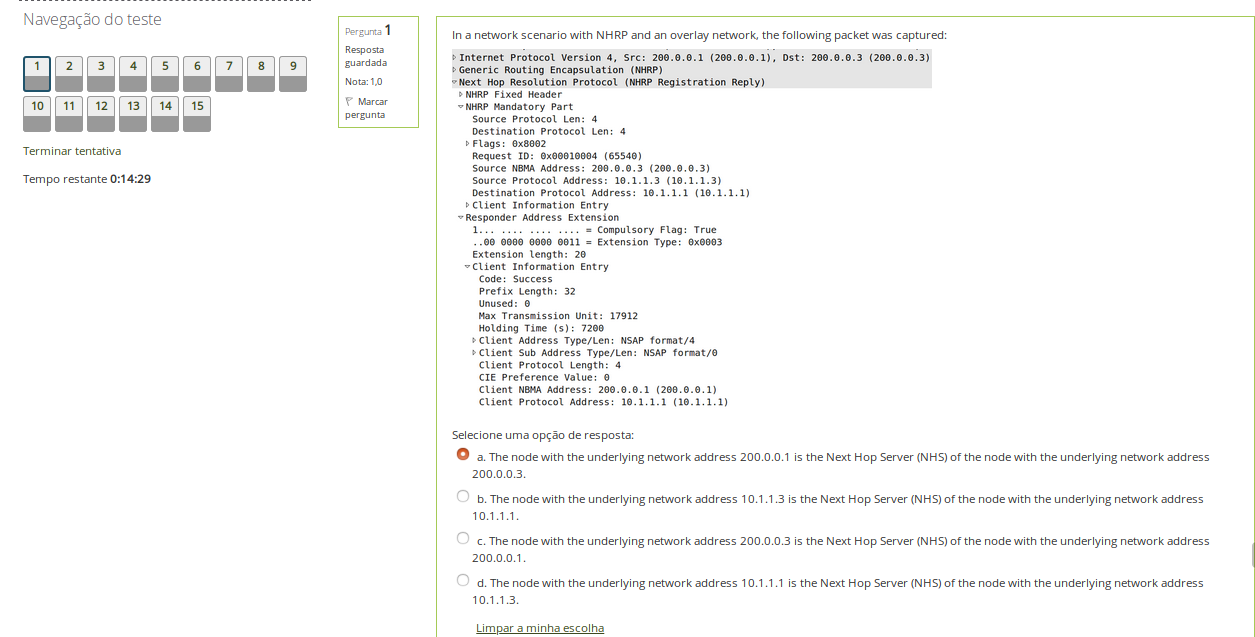 Navegação do teste
1 2 3 4 5 6 7 8 9
10 11 12 13 14 15
Terminar tentativa
Tempo restante 0:14:29
Pergunta 1
Resposta
guardada
Nota: 1,0
Marcar
pergunta
In a network scenario with NHRP and an overlay network, the following packet was captured:
Internet Protocol Version 4, Src: 200.0.0.1 (200.0.0.1), Dst: 200.0.0.3 (200.0.0.3)
Generic Routing Encapsulation (NHRP)
Next Hop Resolution Protocol (NHRP Registration Reply)
NHRP Fixed Header
NHRP Mandatory Part
Source Protocol Len: 4
Destination Protocol Len: 4
Flags: 0x8002
Request ID: 0x00010004 (65540)
Source NBMA Address: 200.0.0.3 (200.0.0.3)
Source Protocol Address: 10.1.1.3 (10.1.1.3)
Destination Protocol Address: 10.1.1.1 (10.1.1.1)
Client Information Entry
Responder Address Extension
1... .... .... .... = Compulsory Flag: True
..00 0000 0000 0011 = Extension Type: 0x0003
Extension length: 20
Client Information Entry
Code: Success
Prefix Length: 32
Unused: 0
Max Transmission Unit: 17912
Holding Time (s): 7200
Client Address Type/Len: NSAP format/4
Client Sub Address Type/Len: NSAP format/0
Client Protocol Length: 4
CIE Preference Value: 0
Client NBMA Address: 200.0.0.1 (200.0.0.1)
Client Protocol Address: 10.1.1.1 (10.1.1.1)
Selecione uma opção de resposta:
a. The node with the underlying network address 200.0.0.1 is the Next Hop Server (NHS) of the node with the underlying network address
200.0.0.3.
b. The node with the underlying network address 10.1.1.3 is the Next Hop Server (NHS) of the node with the underlying network address
10.1.1.1.
c. The node with the underlying network address 200.0.0.3 is the Next Hop Server (NHS) of the node with the underlying network address
200.0.0.1.
d. The node with the underlying network address 10.1.1.1 is the Next Hop Server (NHS) of the node with the underlying network address
10.1.1.3.
Limpar a minha escolha